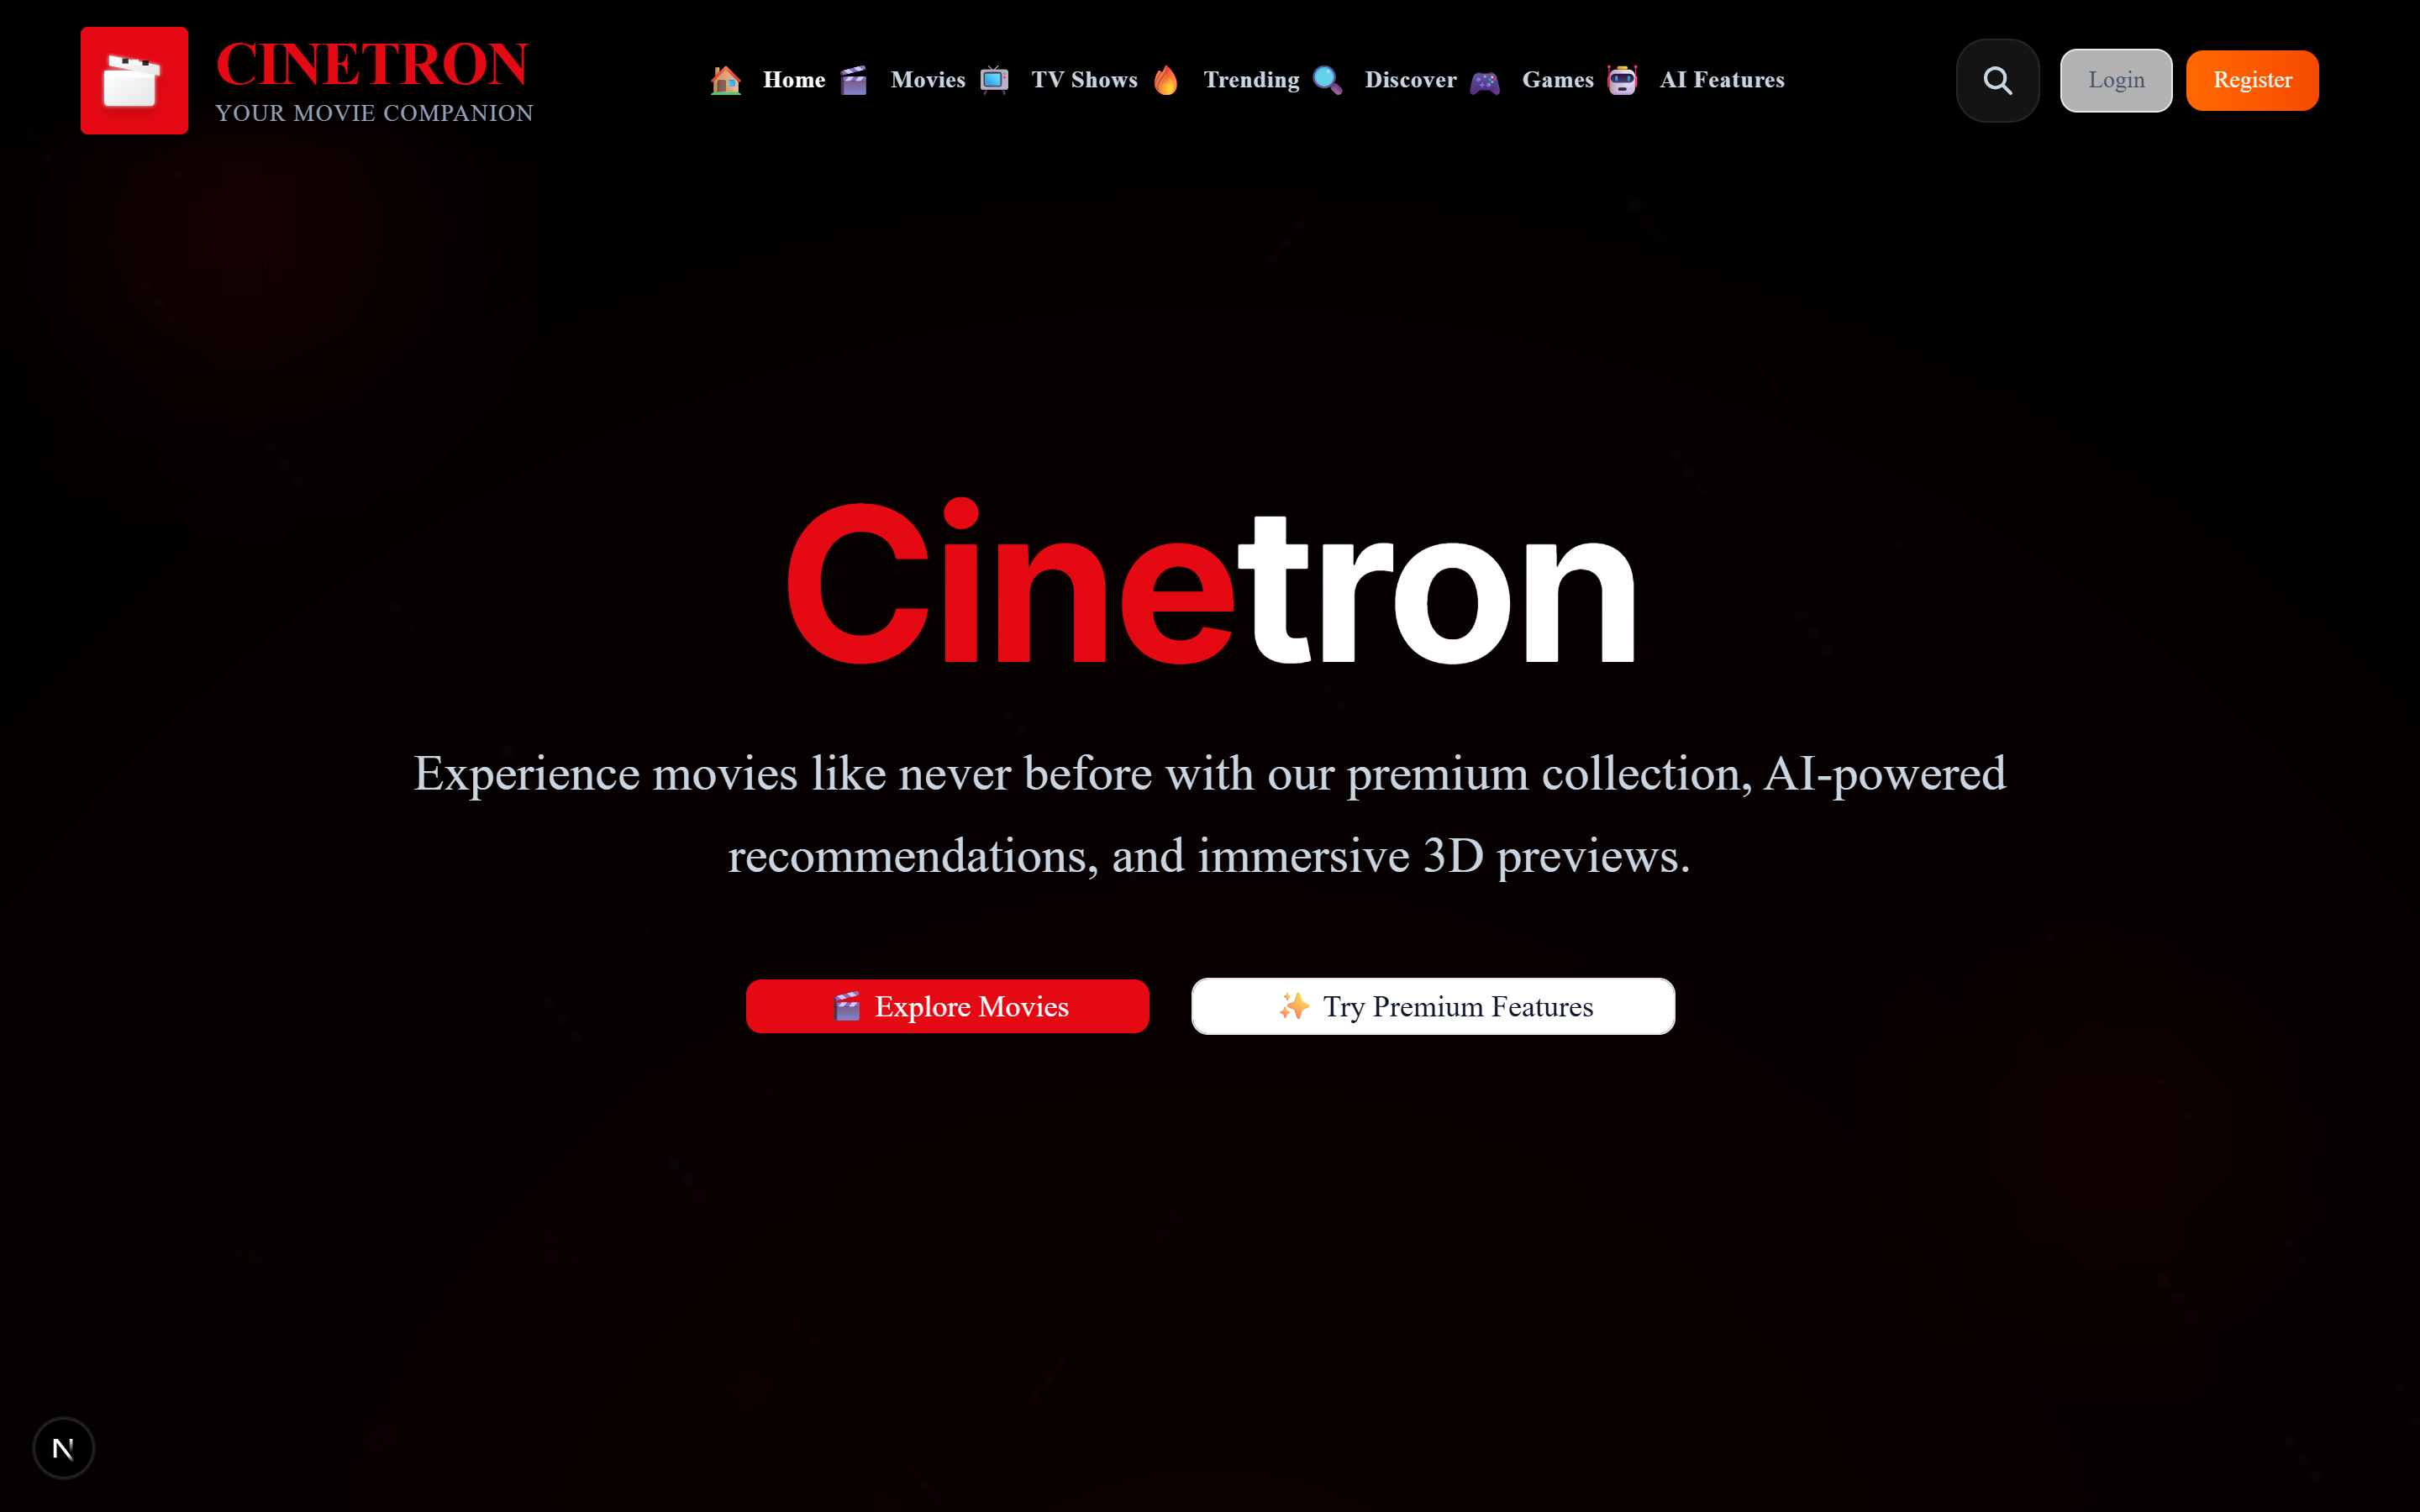 CINETRON
YOUR MOVIE COMPANION
Home Movies TV Shows Trending Discover Games AI Features
Login Register
Cinetron
Experience movies like never before with our premium collection, AI-powered
recommendations, and immersive 3D previews.
Explore Movies Try Premium Features
N